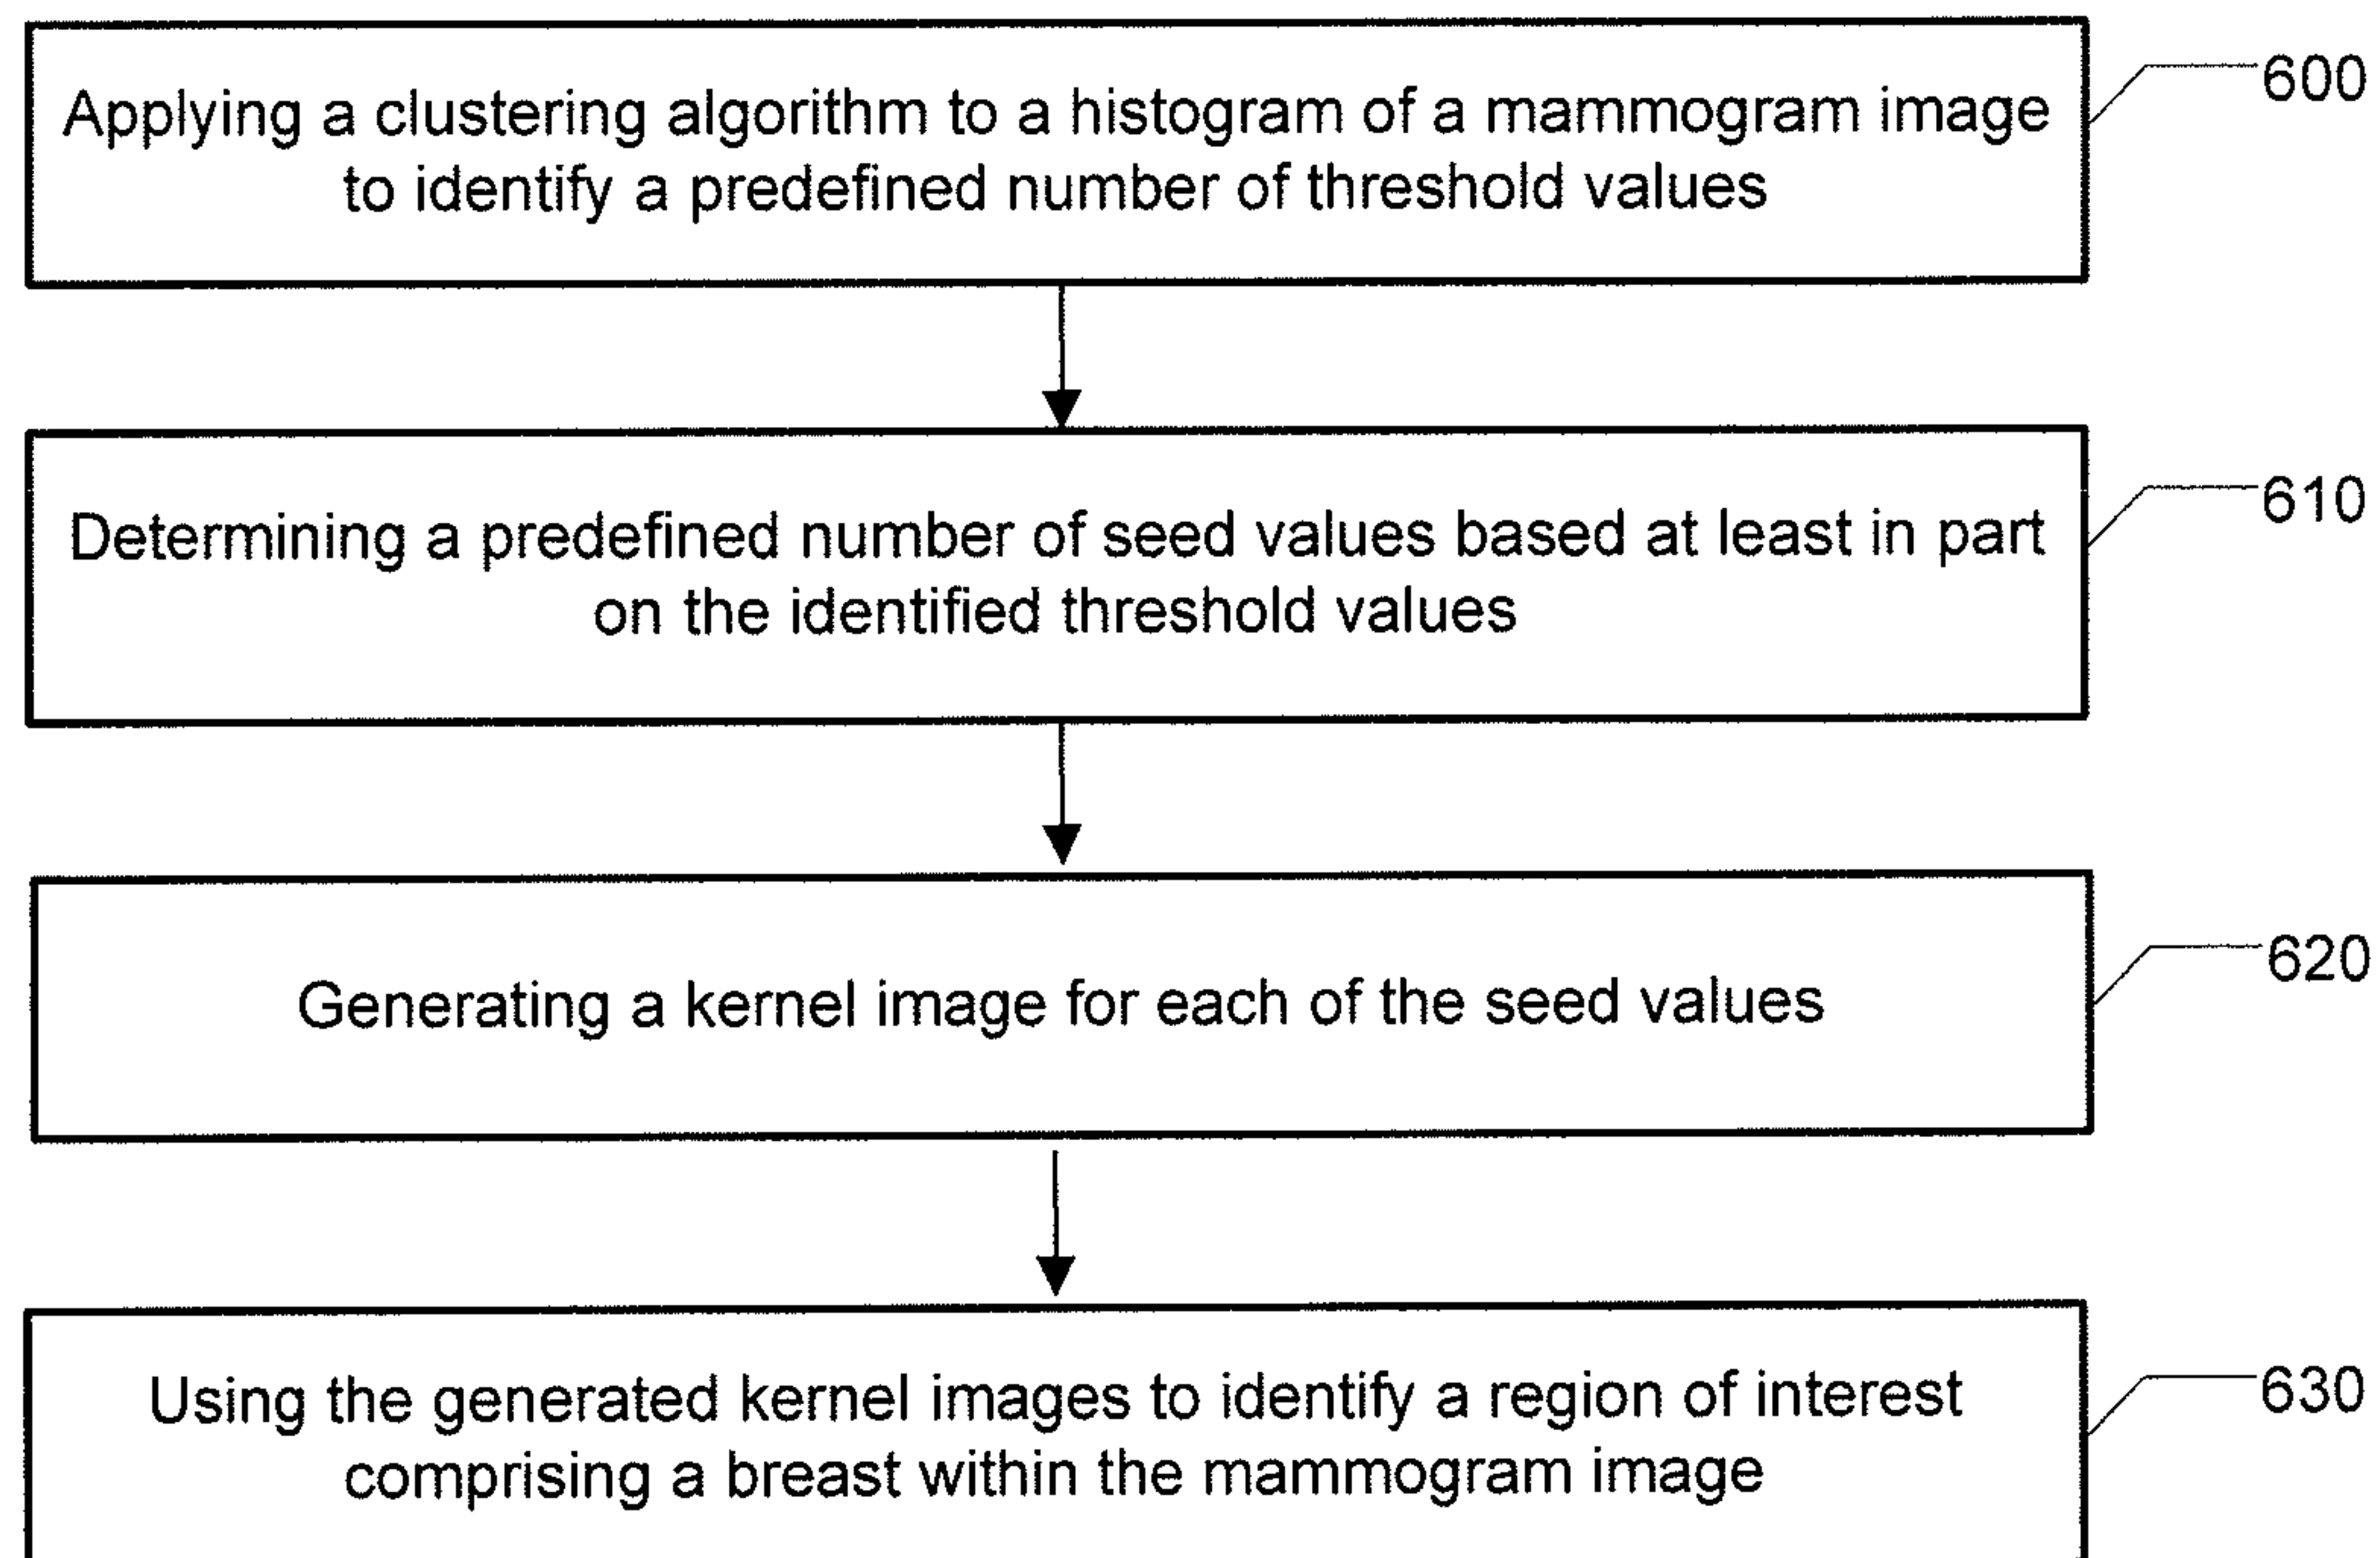 Applying a clustering algorithm to a histogram of a mammogram image
to identify a predefined number of threshold values
600
Determining a predefined number of seed values based at least in part
on the identified threshold values
610
Generating a kernel image for each of the seed values
620
Using the generated kernel images to identify a region of interest
comprising a breast within the mammogram image
630